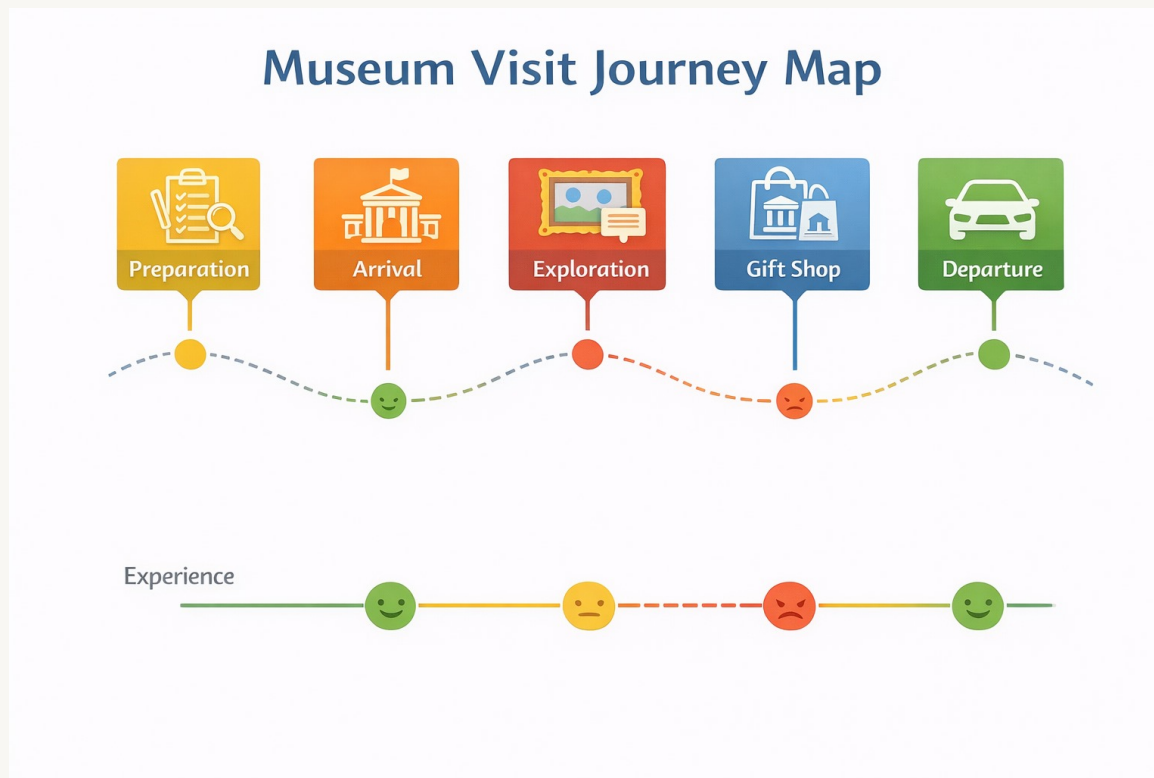 Museum Visit Journey Map
Preparation
Arrival
Exploration
Gift Shop
Departure
Experience